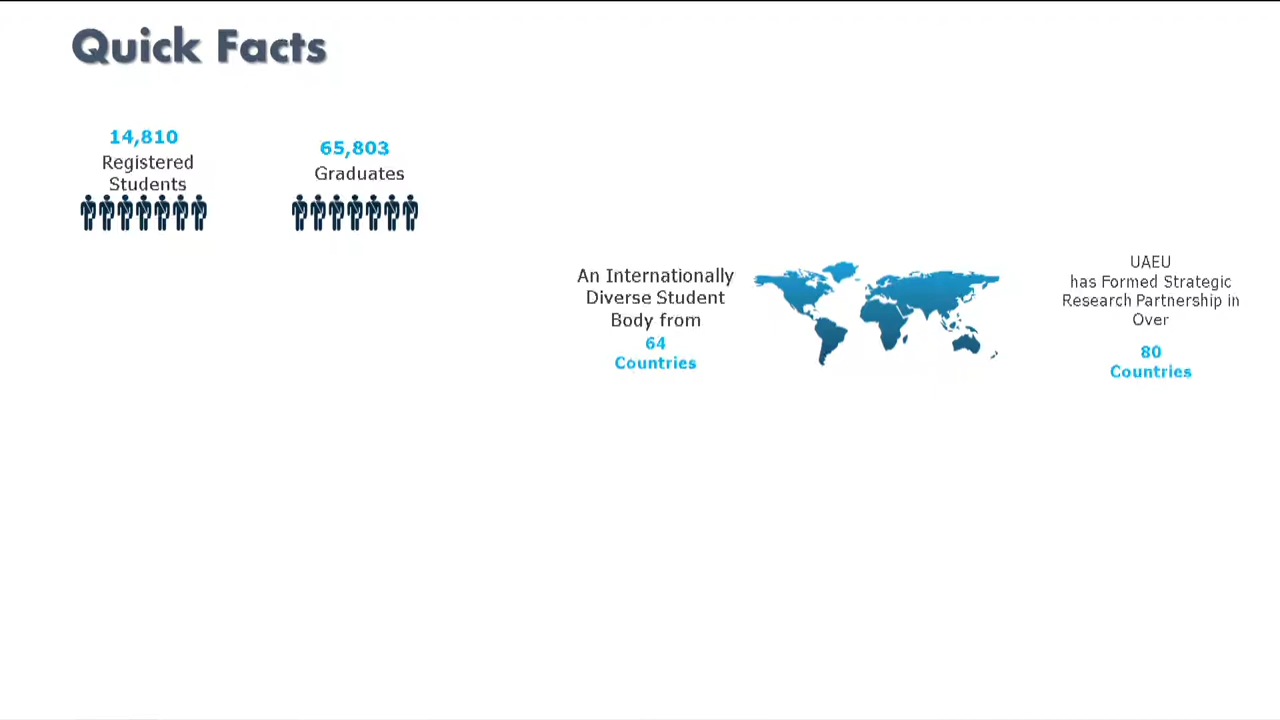 Quick Facts
14,810
Registered
Students
65,803
Graduates
An Internationally
Diverse Student
Body from
64
Countries
UAEU
has Formed Strategic
Research Partnership in
Over
80
Countries